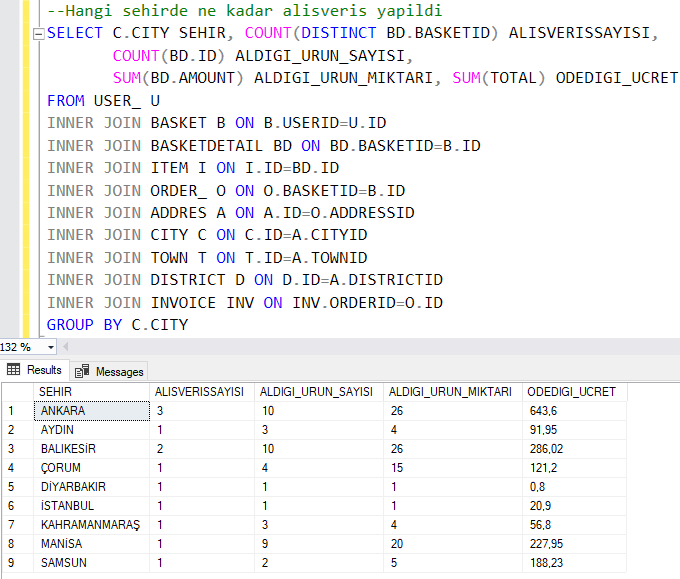 --Hangi sehirde ne kadar alisveris yapildi
SELECT C.CITY SEHIR, COUNT(DISTINCT BD.BASKETID) ALISVERISSAYISI,
COUNT(BD.ID) ALDIGI_URUN_SAYISI,
SUM(BD.AMOUNT) ALDIGI_URUN_MIKTARI, SUM(TOTAL) ODEDIGI_UCRET
FROM USER_ U
INNER JOIN BASKET B ON B.USERID=U.ID
INNER JOIN BASKETDETAIL BD ON BD.BASKETID=B.ID
INNER JOIN ITEM I ON I.ID=BD.ID
INNER JOIN ORDER_ O ON O.BASKETID=B.ID
INNER JOIN ADDRES A ON A.ID=O.ADDRESSID
INNER JOIN CITY C ON C.ID=A.CITYID
INNER JOIN TOWN T ON T.ID=A.TOWNID
INNER JOIN DISTRICT D ON D.ID=A.DISTRICTID
INNER JOIN INVOICE INV ON INV.ORDERID=O.ID
GROUP BY C.CITY
132 %
Results Messages
SEHIR ALISVERISSAYISI ALDIGI_URUN_SAYISI ALDIGI_URUN_MIKTARI ODEDIGI_UCRET
1 ANKARA 3 10 26 643,6
2 AYDIN 1 3 4 91,95
3 BALIKESİR 2 10 26 286,02
4 ÇORUM 1 4 15 121,2
5 DİYARBAKIR 1 1 1 0,8
6 İSTANBUL 1 1 1 20,9
7 KAHRAMANMARAŞ 1 3 4 56,8
8 MANİSA 1 9 20 227,95
9 SAMSUN 1 2 5 188,23